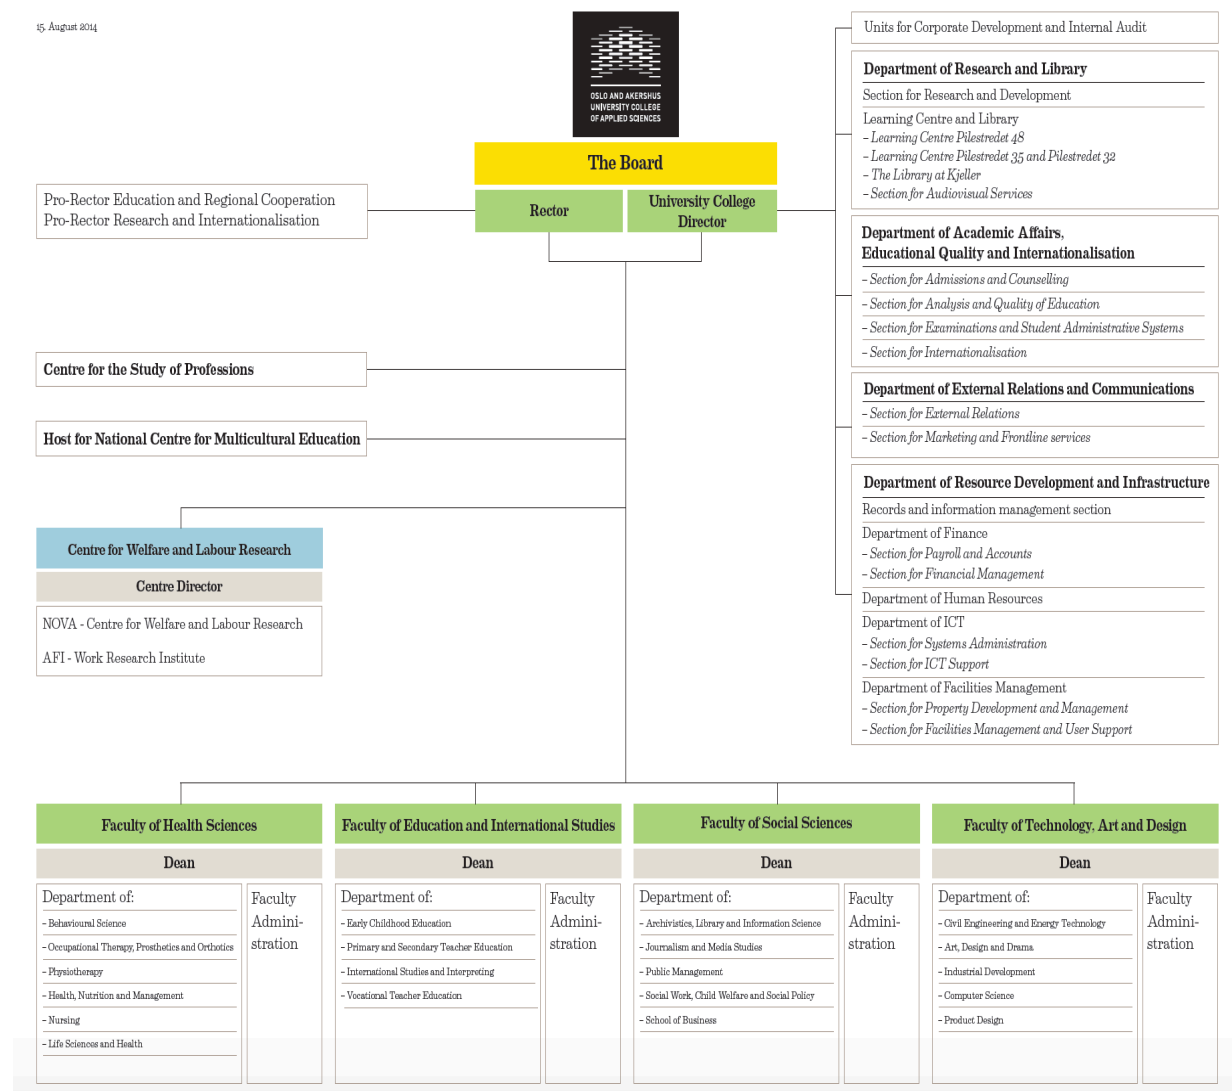 15. August 2014
OSLO AND AKERSHUS
UNIVERSITY COLLEGE
OF APPLIED SCIENCES
The Board
Rector
University College
Director
Pro-Rector Education and Regional Cooperation
Pro-Rector Research and Internationalisation
Units for Corporate Development and Internal Audit
Department of Research and Library
Section for Research and Development
Learning Centre and Library
– Learning Centre Pilestredet 48
– Learning Centre Pilestredet 35 and Pilestredet 32
– The Library at Kjeller
– Section for Audiovisual Services
Department of Academic Affairs,
Educational Quality and Internationalisation
– Section for Admissions and Counselling
– Section for Analysis and Quality of Education
– Section for Examinations and Student Administrative Systems
– Section for Internationalisation
Department of External Relations and Communications
– Section for External Relations
– Section for Marketing and Frontline services
Department of Resource Development and Infrastructure
Records and information management section
Department of Finance
– Section for Payroll and Accounts
– Section for Financial Management
Department of Human Resources
Department of ICT
– Section for Systems Administration
– Section for ICT Support
Department of Facilities Management
– Section for Property Development and Management
– Section for Facilities Management and User Support
Centre for the Study of Professions
Host for National Centre for Multicultural Education
Centre for Welfare and Labour Research
Centre Director
NOVA - Centre for Welfare and Labour Research
AFI - Work Research Institute
Faculty of Health Sciences
Dean
Department of:
– Behavioural Science
– Occupational Therapy, Prosthetics and Orthotics
– Physiotherapy
– Health, Nutrition and Management
– Nursing
– Life Sciences and Health
Faculty
Admini-
stration
Faculty of Education and International Studies
Dean
Department of:
– Early Childhood Education
– Primary and Secondary Teacher Education
– International Studies and Interpreting
– Vocational Teacher Education
Faculty
Admini-
stration
Faculty of Social Sciences
Dean
Department of:
– Archivistics, Library and Information Science
– Journalism and Media Studies
– Public Management
– Social Work, Child Welfare and Social Policy
– School of Business
Faculty
Admini-
stration
Faculty of Technology, Art and Design
Dean
Department of:
– Civil Engineering and Energy Technology
– Art, Design and Drama
– Industrial Development
– Computer Science
– Product Design
Faculty
Admini-
stration